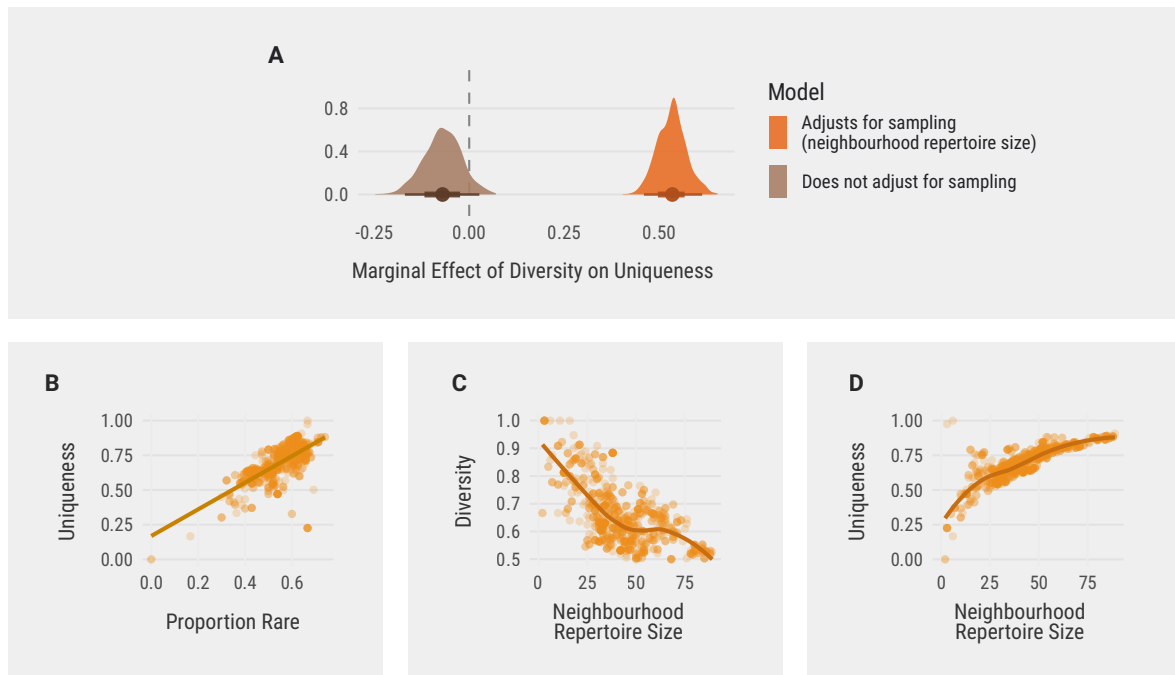 A
0.8
0.4
0.0
-0.25
0.00
0.25
0.50
Marginal Effect of Diversity on Uniqueness
Model
Adjusts for sampling
(neighbourhood repertoire size)
Does not adjust for sampling
B
1.00
0.75
0.50
0.25
0.00
Uniqueness
0.0
0.2
0.4
0.6
Proportion Rare
C
1.0
0.9
0.8
0.7
0.6
0.5
Diversity
0
25
50
75
Neighbourhood
Repertoire Size
D
1.00
0.75
0.50
0.25
0.00
Uniqueness
0
25
50
75
Neighbourhood
Repertoire Size